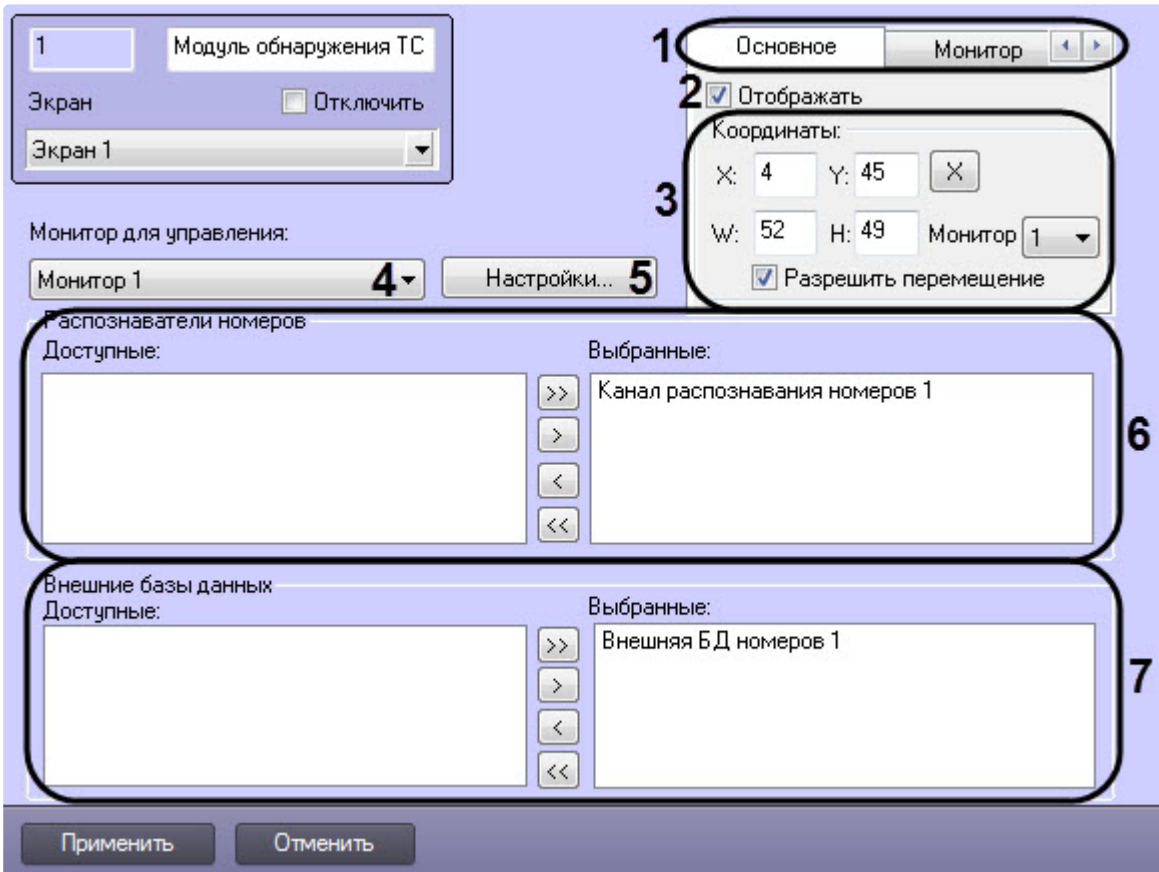 1
Модуль обнаружения ТС
Экран
Отключить
Экран 1
1
Основное
Монитор
2
Отображать
3
Координаты:
X: 4 Y: 45 X
W: 52 H: 49 Монитор 1
Разрешить перемещение
Монитор для управления:
Монитор 1
4
Настройки...
5
Распознаватели номеров
Доступные:
Выбранные:
Канал распознавания номеров 1
>>
>
<
<<
6
Внешние базы данных
Доступные:
Выбранные:
Внешняя БД номеров 1
>>
>
<
<<
7
Применить
Отменить